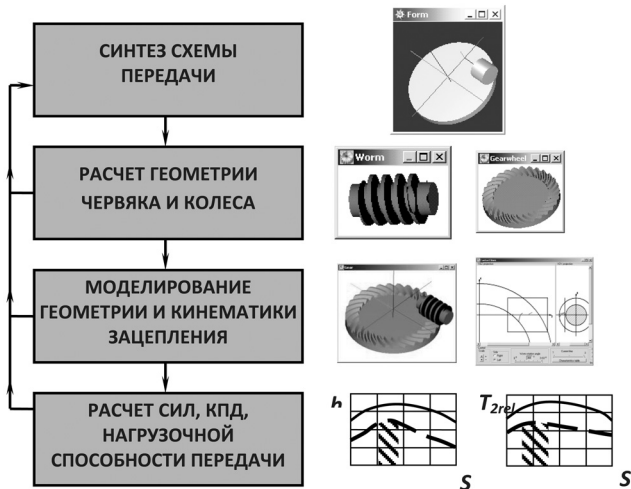 СИНТЕЗ СХЕМЫ
ПЕРЕДАЧИ
Form
РАСЧЕТ ГЕОМЕТРИИ
ЧЕРВЯКА И КОЛЕСА
Worm
Gearwheel
МОДЕЛИРОВАНИЕ
ГЕОМЕТРИИ И КИНЕМАТИКИ
ЗАЦЕПЛЕНИЯ
РАСЧЕТ СИЛ, КПД,
НАГРУЗОЧНОЙ
СПОСОБНОСТИ ПЕРЕДАЧИ
h
S
T2rel
S